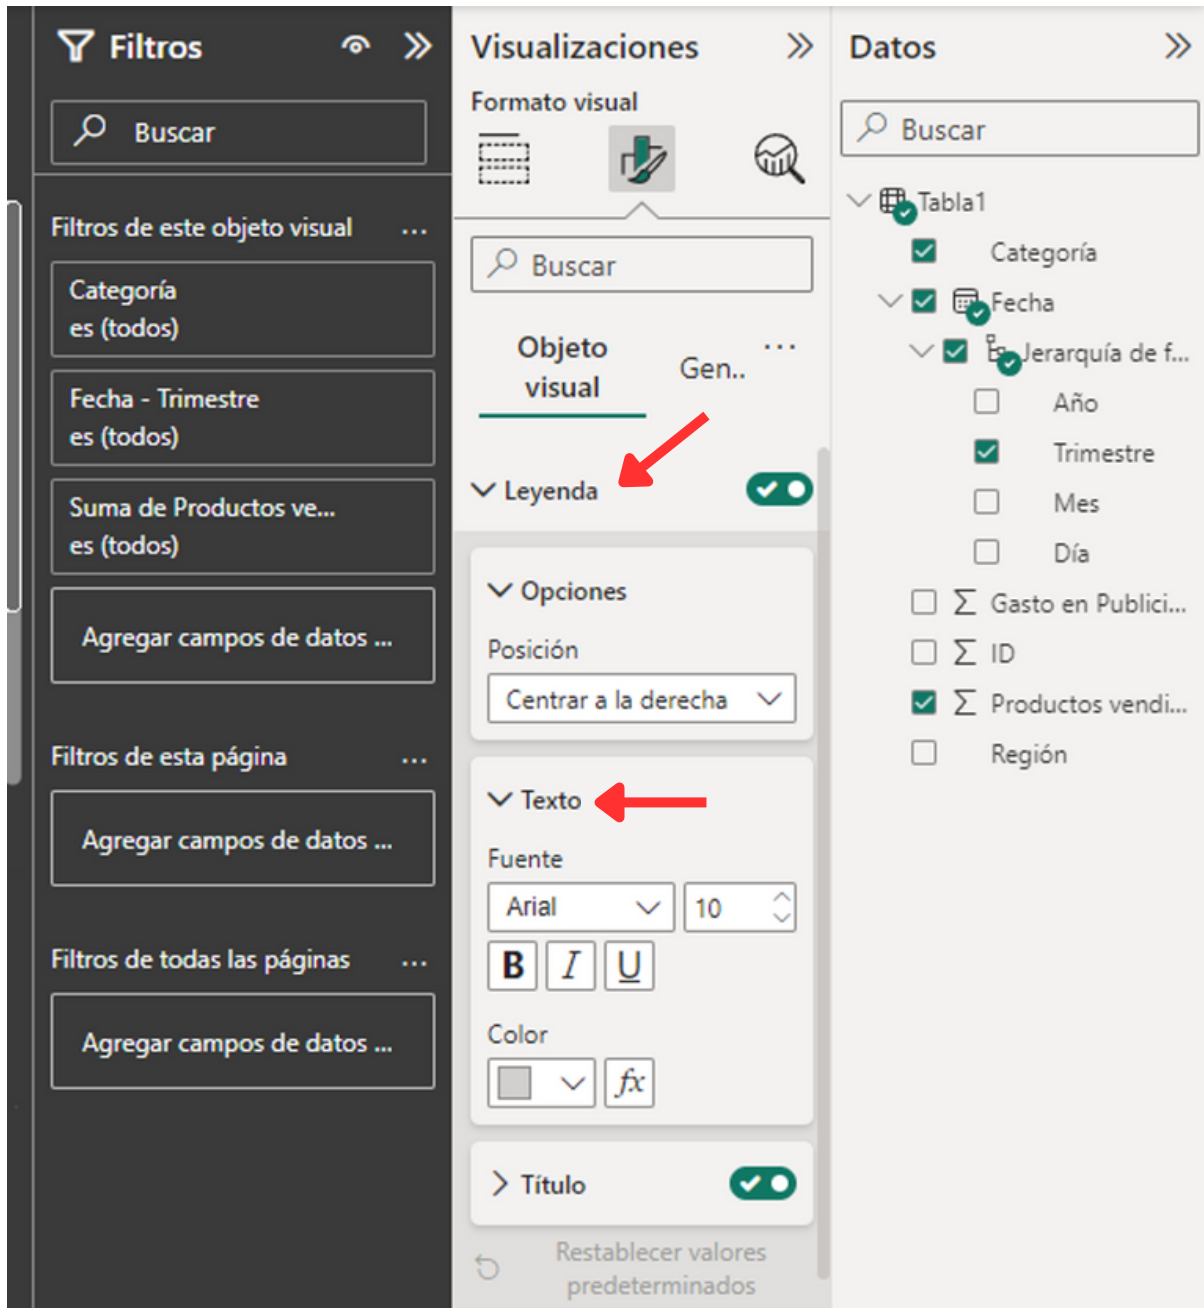 Filtros
Buscar
Filtros de este objeto visual ...
Categoría
es (todos)
Fecha - Trimestre
es (todos)
Suma de Productos ve...
es (todos)
Agregar campos de datos ...
Filtros de esta página ...
Agregar campos de datos ...
Filtros de todas las páginas ...
Agregar campos de datos ...
Visualizaciones
Formato visual
Buscar
Objeto
visual
Gen..
...
Leyenda
Opciones
Posición
Centrar a la derecha
Texto
Fuente
Arial 10
B I U
Color
fx
Título
Restablecer valores
predeterminados
Datos
Buscar
Tabla1
Categoría
Fecha
Jerarquía de f...
Año
Trimestre
Mes
Día
Σ Gasto en Publici...
Σ ID
Σ Productos vendi...
Región